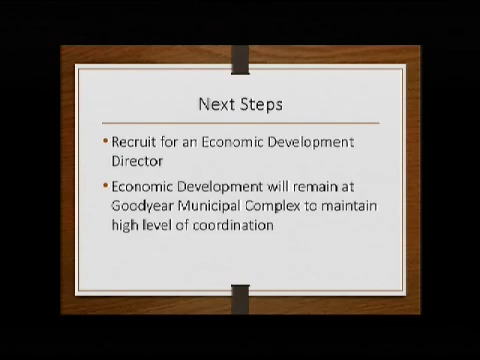 Next Steps
• Recruit for an Economic Development
Director
• Economic Development will remain at
Goodyear Municipal Complex to maintain
high level of coordination